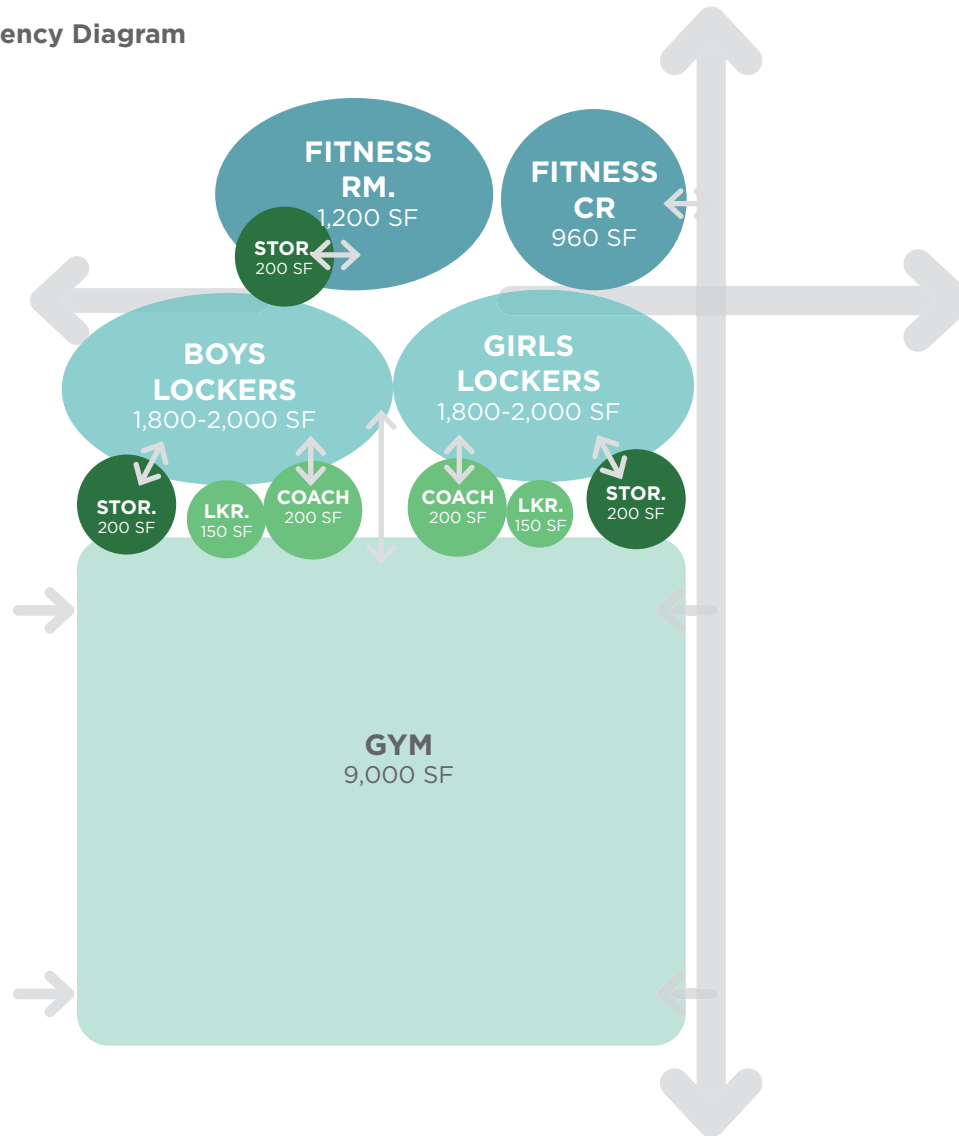 ency Diagram
FITNESS
RM.
1,200 SF
FITNESS
CR
960 SF
STOR.
200 SF
BOYS
LOCKERS
1,800-2,000 SF
GIRLS
LOCKERS
1,800-2,000 SF
STOR.
200 SF
LKR.
150 SF
COACH
200 SF
COACH
200 SF
LKR.
150 SF
STOR.
200 SF
GYM
9,000 SF